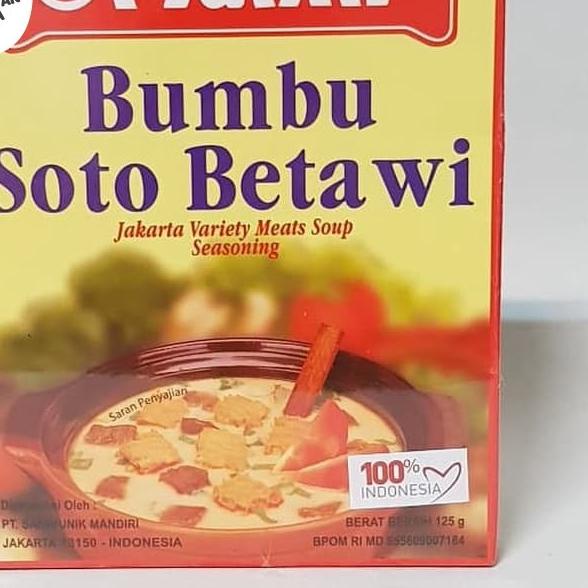 Bumbu
Soto Betawi
Jakarta Variety Meats Soup
Seasoning
Saran Penyajian
100%
INDONESIA
Oleh :
PT. MANDIRI
JAKARTA - INDONESIA
BERAT 125 g
BPOM RI MD